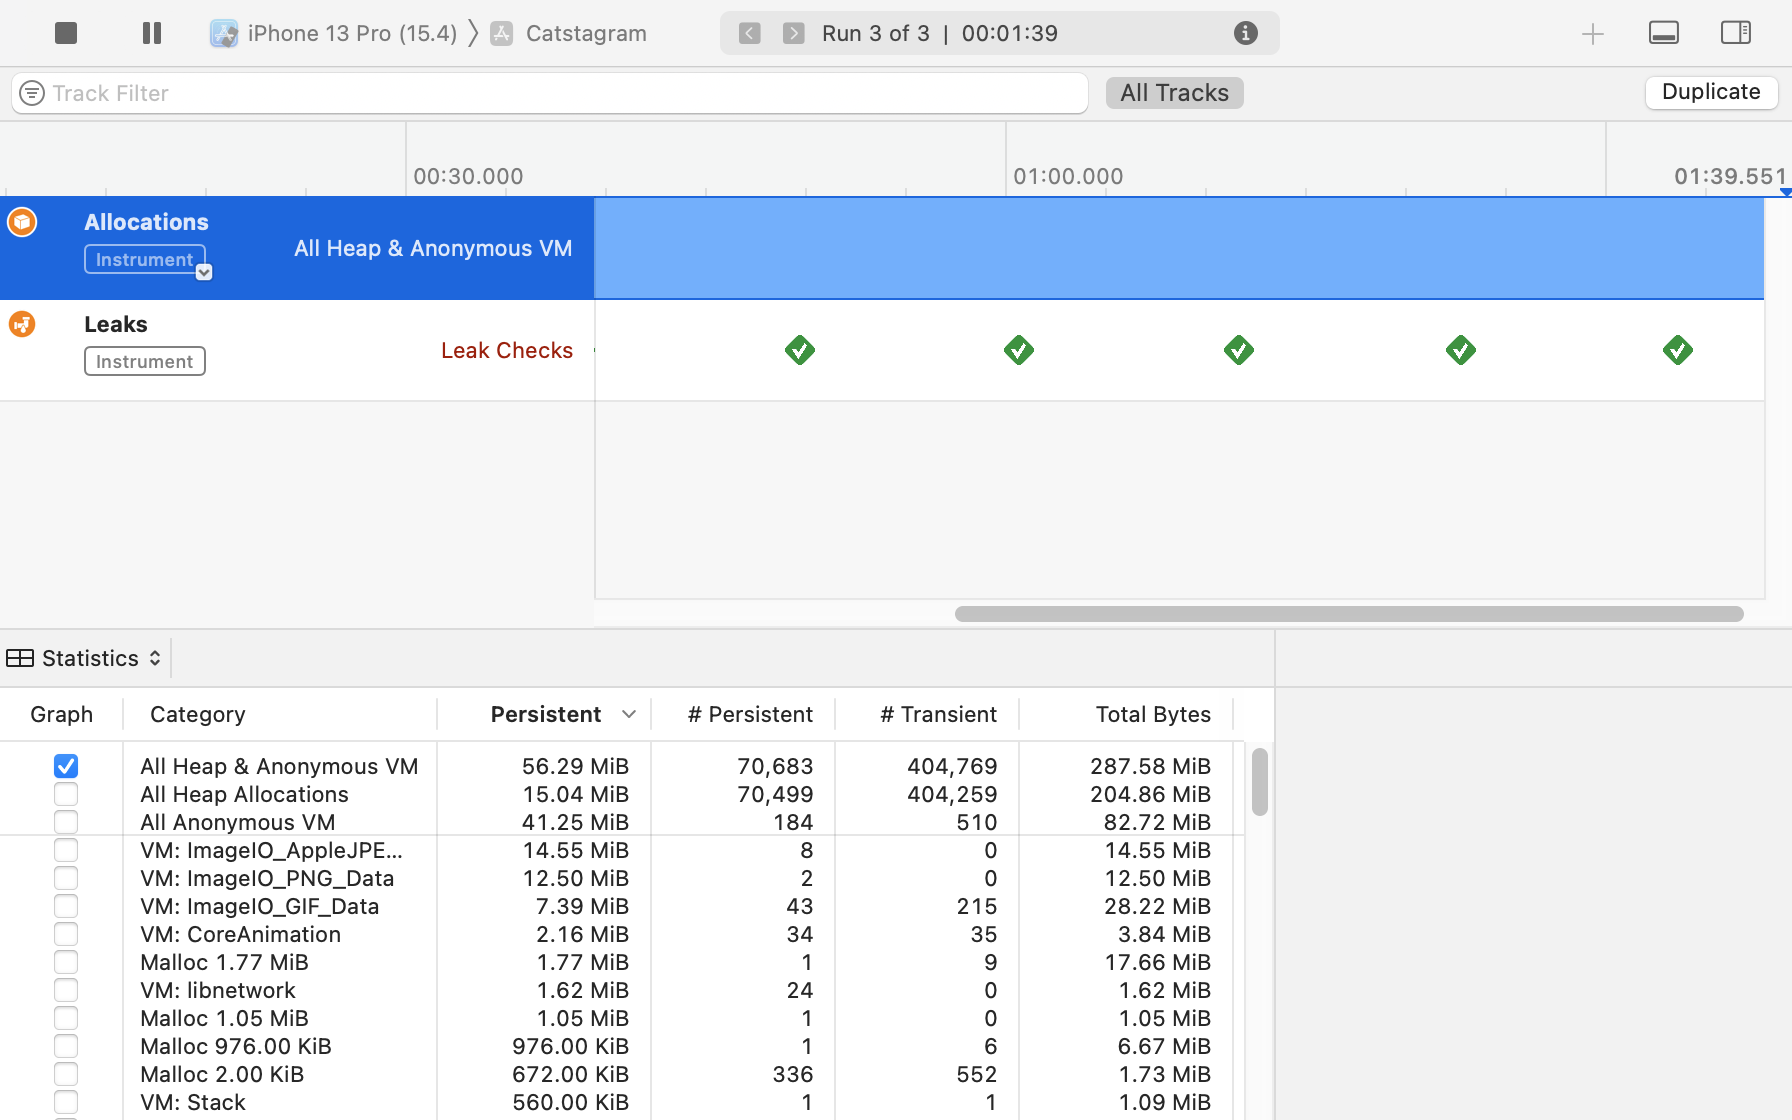 iPhone 13 Pro (15.4) Catstagram Run 3 of 3 | 00:01:39
Track Filter All Tracks Duplicate
00:30.000 01:00.000 01:39.551
Allocations
Instrument All Heap & Anonymous VM
Leaks
Instrument Leak Checks
Statistics
Graph Category Persistent # Persistent # Transient Total Bytes
All Heap & Anonymous VM 56.29 MiB 70,683 404,769 287.58 MiB
All Heap Allocations 15.04 MiB 70,499 404,259 204.86 MiB
All Anonymous VM 41.25 MiB 184 510 82.72 MiB
VM: ImageIO_AppleJPE... 14.55 MiB 8 0 14.55 MiB
VM: ImageIO_PNG_Data 12.50 MiB 2 0 12.50 MiB
VM: ImageIO_GIF_Data 7.39 MiB 43 215 28.22 MiB
VM: CoreAnimation 2.16 MiB 34 35 3.84 MiB
Malloc 1.77 MiB 1.77 MiB 1 9 17.66 MiB
VM: libnetwork 1.62 MiB 24 0 1.62 MiB
Malloc 1.05 MiB 1.05 MiB 1 0 1.05 MiB
Malloc 976.00 KiB 976.00 KiB 1 6 6.67 MiB
Malloc 2.00 KiB 672.00 KiB 336 552 1.73 MiB
VM: Stack 560.00 KiB 1 1 1.09 MiB